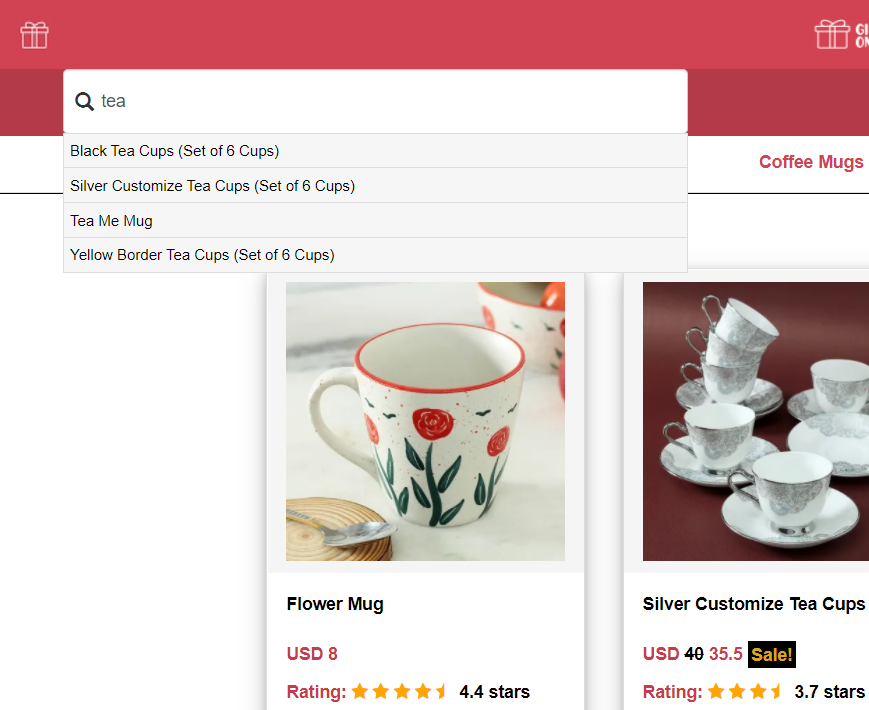 GI
ON
tea
Black Tea Cups (Set of 6 Cups)
Silver Customize Tea Cups (Set of 6 Cups)
Tea Me Mug
Yellow Border Tea Cups (Set of 6 Cups)
Coffee Mugs
Flower Mug
USD 8
Rating: 4.4 stars
Silver Customize Tea Cups
USD 40 35.5 Sale!
Rating: 3.7 stars